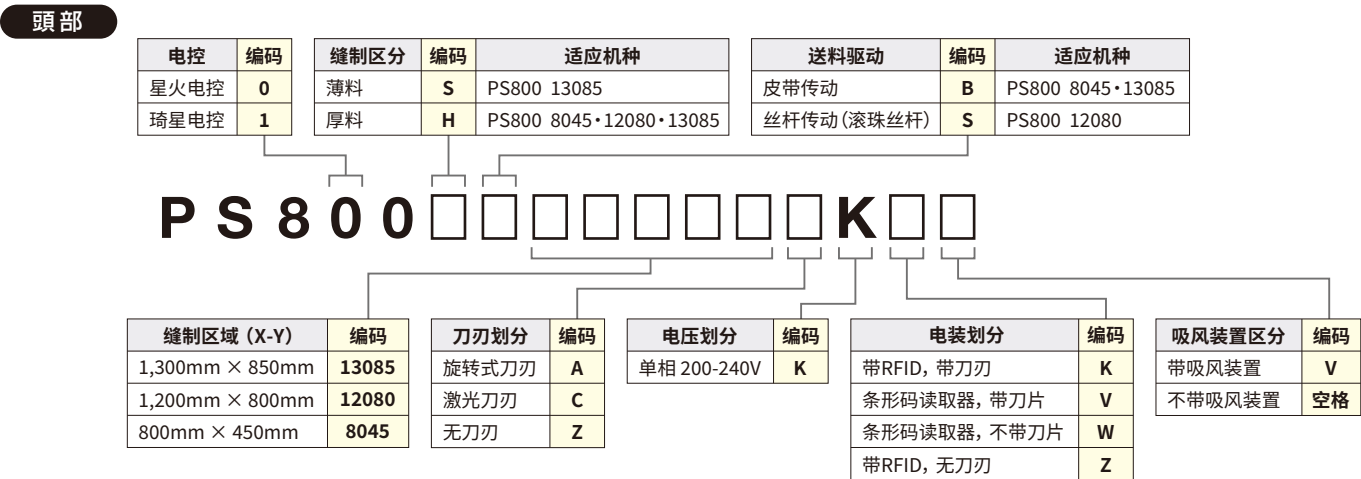 頭部
电控 编码
星火电控 0
琦星电控 1
缝制区分 编码 适应机种
薄料 S PS800 13085
厚料 H PS800 8045・12080・13085
送料驱动 编码 适应机种
皮带传动 B PS800 8045・13085
丝杆传动（滚珠丝杆） S PS800 12080
PS800□□□□□□□□K□□
缝制区域（X-Y） 编码
1,300mm × 850mm 13085
1,200mm × 800mm 12080
800mm × 450mm 8045
刀刃划分 编码
旋转式刀刃 A
激光刀刃 C
无刀刃 Z
电压划分 编码
单相 200-240V K
电装划分 编码
带RFID，带刀刃 K
条形码读取器，带刀片 V
条形码读取器，不带刀片 W
带RFID，无刀刃 Z
吸风装置区分 编码
带吸风装置 V
不带吸风装置 空格